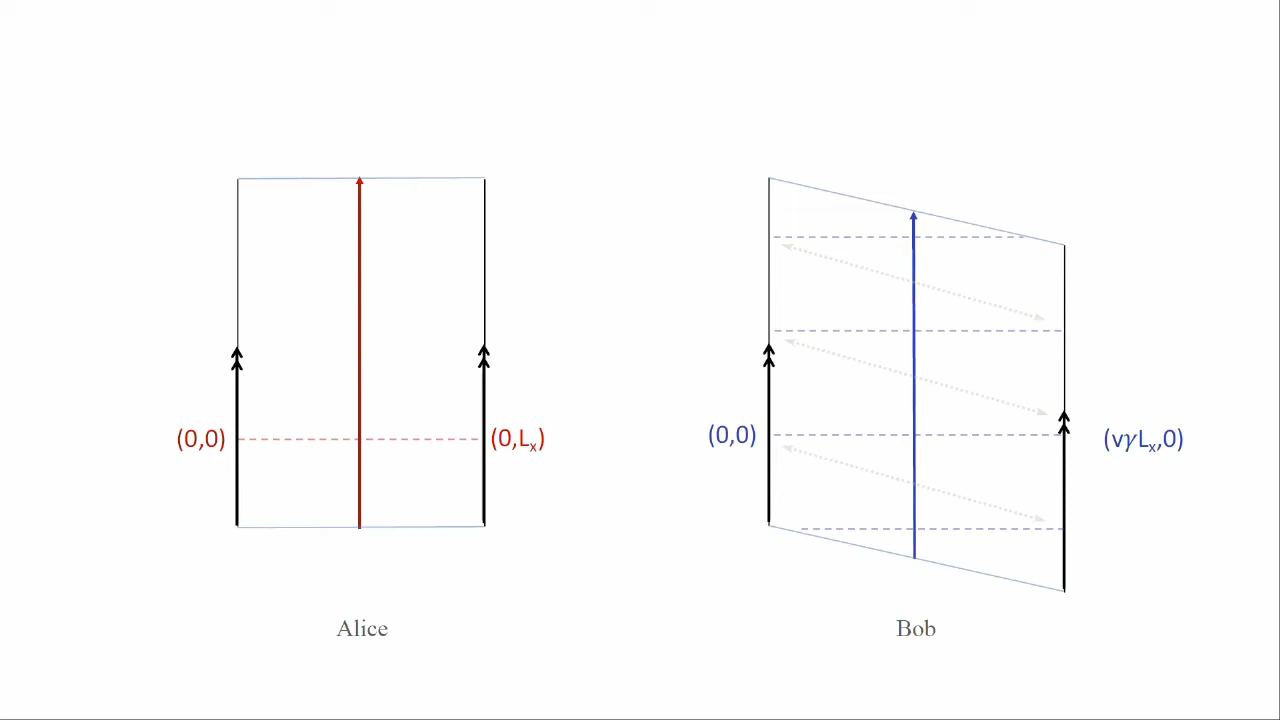 (0,0)
(0,Lₓ)
(0,0)
(vγLₓ,0)
Alice
Bob